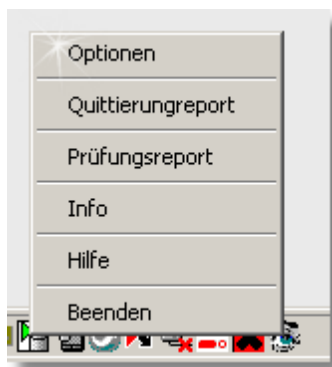 Optionen
Quittierungreport
Prüfungsreport
Info
Hilfe
Beenden